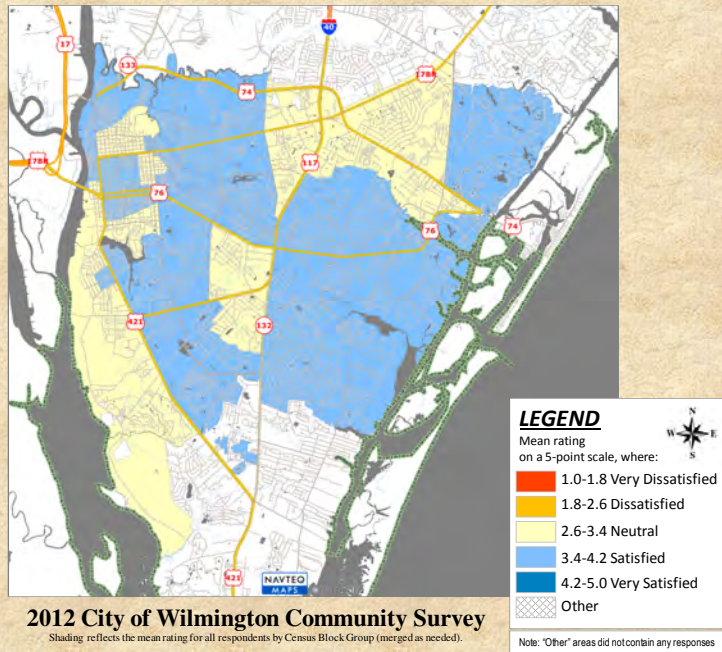 40
17
133
74
17BR
117
17BR
76
76
74
421
132
421
NAVTEQ
MAPS
LEGEND
N
W E
S
Mean rating
on a 5-point scale, where:
1.0-1.8 Very Dissatisfied
1.8-2.6 Dissatisfied
2.6-3.4 Neutral
3.4-4.2 Satisfied
4.2-5.0 Very Satisfied
Other
2012 City of Wilmington Community Survey
Shading reflects the mean rating for all respondents by Census Block Group (merged as needed).
Note: "Other" areas did not contain any responses